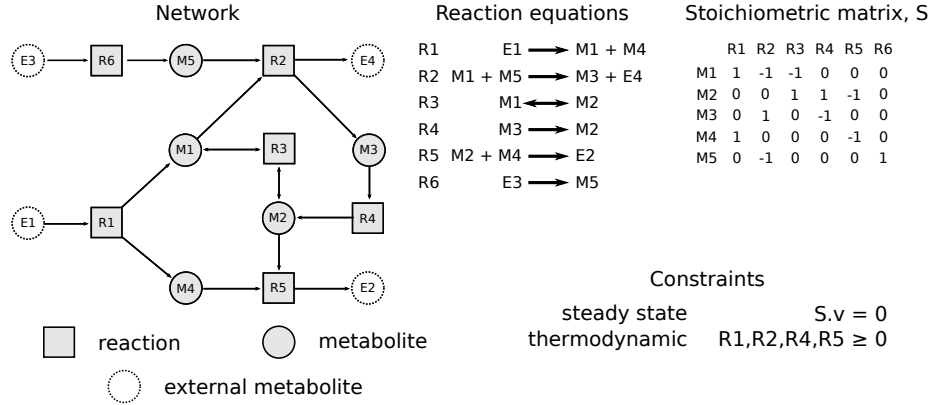 Network
E3 R6 M5 R2 E4
M1 R3 M3
E1 R1 M2 R4
M4 R5 E2
reaction
metabolite
external metabolite
Reaction equations
R1 E1 M1 + M4
R2 M1 + M5 M3 + E4
R3 M1 M2
R4 M3 M2
R5 M2 + M4 E2
R6 E3 M5
Stoichiometric matrix, S
R1 R2 R3 R4 R5 R6
M1 1 -1 -1 0 0 0
M2 0 0 1 1 -1 0
M3 0 1 0 -1 0
M4 1 0 0 0 -1 0
M5 0 -1 0 0 0 1
Constraints
steady state S.v = 0
thermodynamic R1,R2,R4,R5 ≥ 0